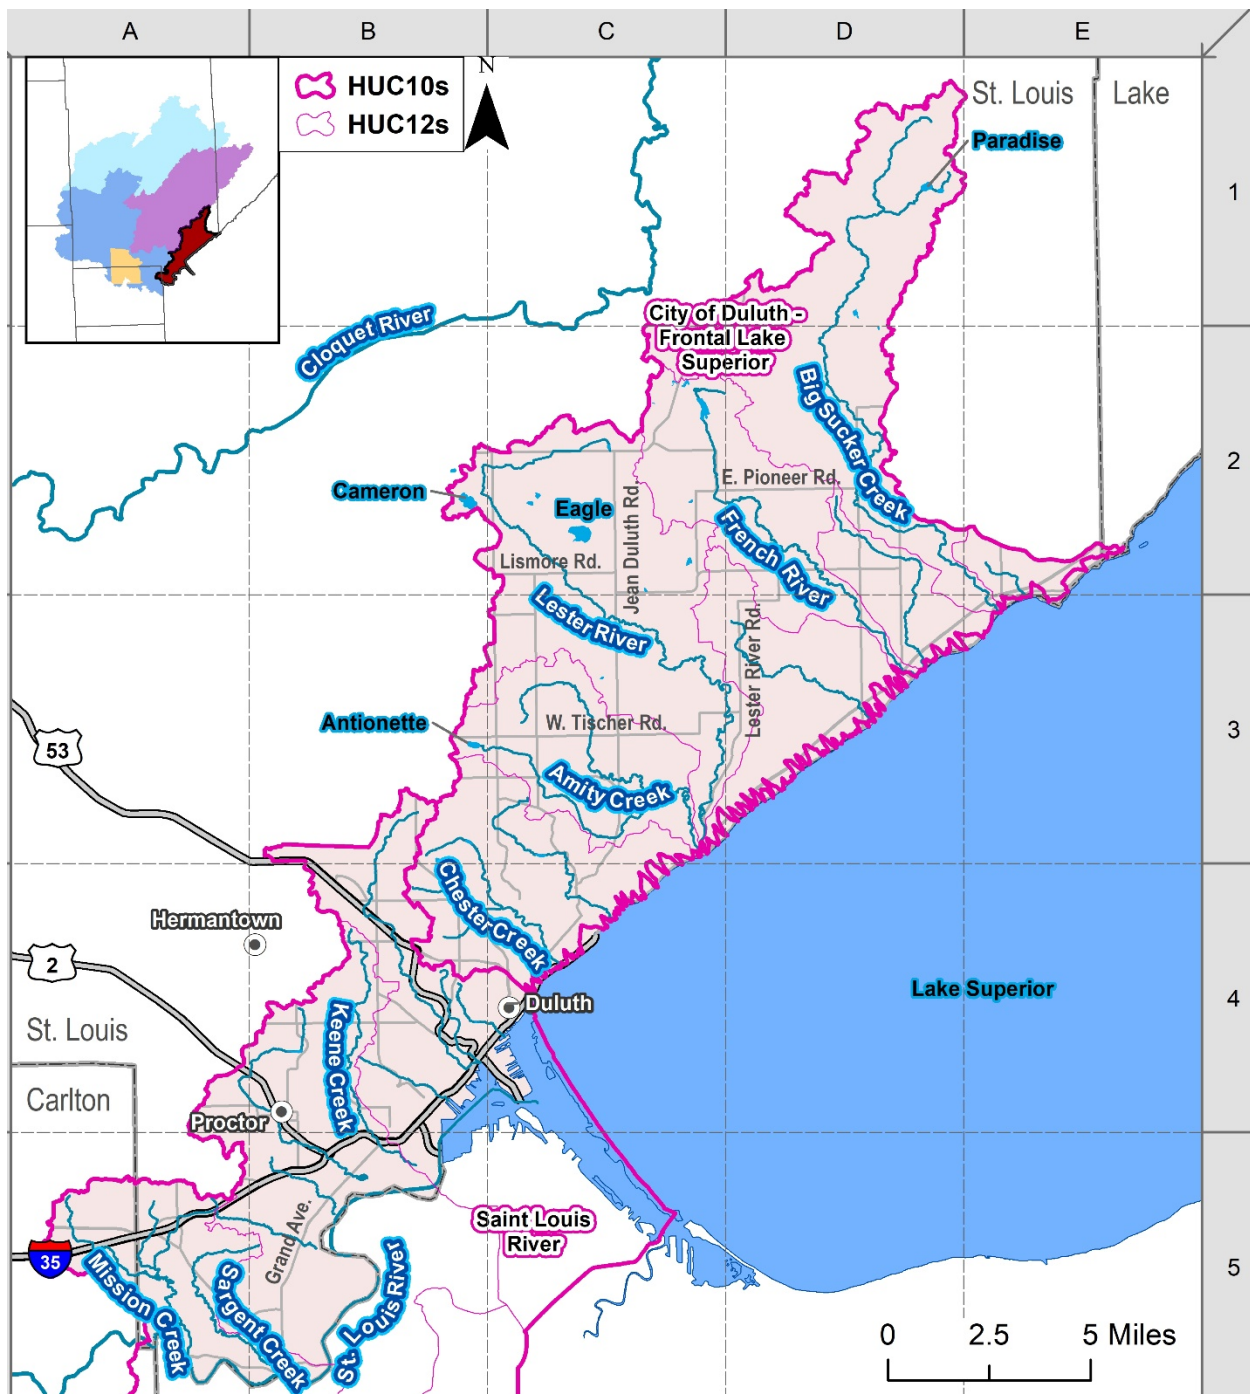 A B C D E
HUC10s
HUC12s
N
St. Louis
Lake
Paradise
1
Cloquet River
City of Duluth -
Frontal Lake
Superior
Big Sucker Creek
2
E. Pioneer Rd.
Cameron
Eagle
Jean Duluth Rd.
French River
Lismore Rd.
Lester River
Lester River Rd.
Antionette
W. Tischer Rd.
53
3
Amity Creek
Chester Creek
Hermantown
2
Lake Superior
Duluth
4
St. Louis
Keene Creek
Carlton
Proctor
Saint Louis
River
Grand Ave.
35
Mission Creek
Sargent Creek
St. Louis River
5
0 2.5 5 Miles